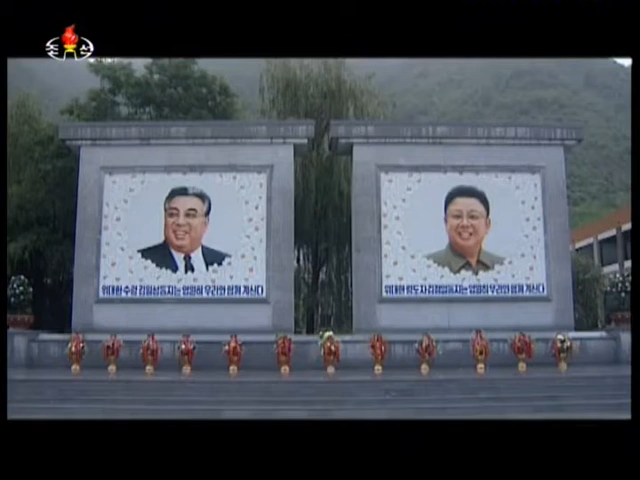 조선
위대한 수령 김일성동지는 영원히 우리와 함께 계신다
위대한 령도자 김정일동지는 영원히 우리와 함께 계신다